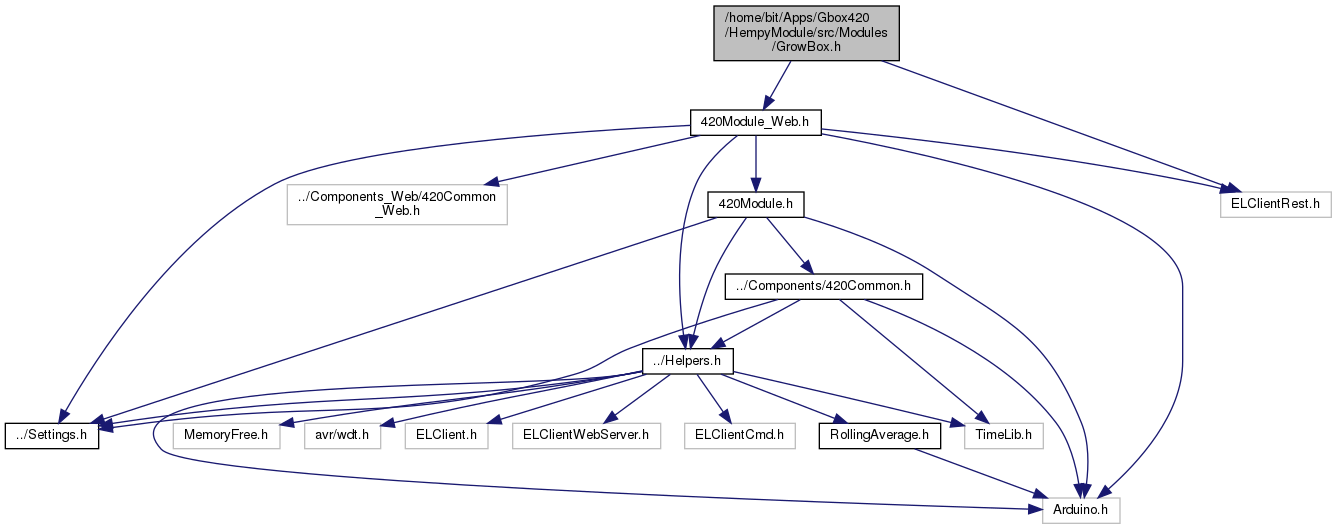 /home/bit/Apps/Gbox420
/HempyModule/src/Modules
/GrowBox.h
420Module_Web.h
../Components_Web/420Common
_Web.h
420Module.h
ELClientRest.h
../Components/420Common.h
../Helpers.h
../Settings.h
MemoryFree.h
avr/wdt.h
ELClient.h
ELClientWebServer.h
ELClientCmd.h
RollingAverage.h
TimeLib.h
Arduino.h